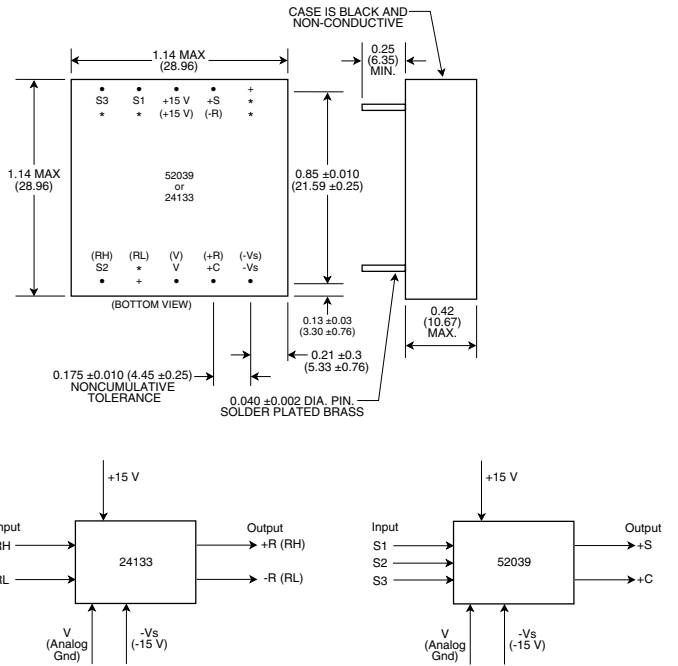 CASE IS BLACK AND
NON-CONDUCTIVE
1.14 MAX
(28.96)
0.25
(6.35)
MIN.
S3 S1 +15 V +S +
* * (+15 V) (-R) *
1.14 MAX
(28.96)
52039
or
24133
0.85 ±0.010
(21.59 ±0.25)
(RH) (RL) (V) (+R) (-Vs)
S2 * V +C -Vs
+
(BOTTOM VIEW)
0.13 ±0.03
(3.30 ±0.76)
0.42
(10.67)
MAX.
0.21 ±0.3
(5.33 ±0.76)
0.175 ±0.010 (4.45 ±0.25)
NONCUMULATIVE
TOLERANCE
0.040 ±0.002 DIA. PIN.
SOLDER PLATED BRASS
+15 V
Output
24133
+R (RH)
-R (RL)
V
(Analog
Gnd)
-Vs
(-15 V)
+15 V
Input
Output
S1
S2
S3
52039
+S
+C
V
(Analog
Gnd)
-Vs
(-15 V)